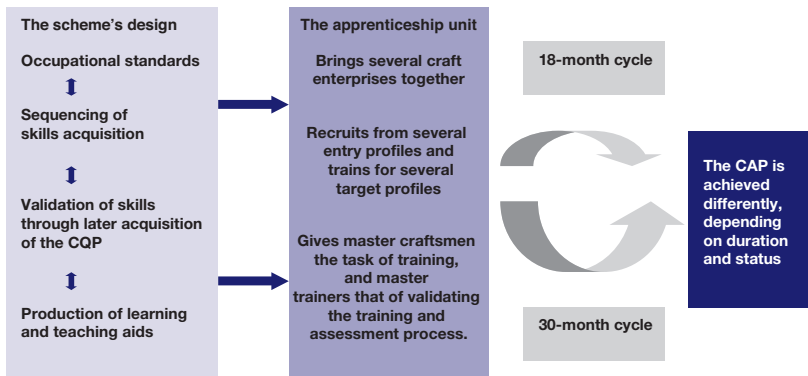 The scheme's design
Occupational standards
Sequencing of
skills acquisition
Validation of skills
through later acquisition
of the CQP
Production of learning
and teaching aids
The apprenticeship unit
Brings several craft
enterprises together
Recruits from several
entry profiles and
trains for several
target profiles
Gives master craftsmen
the task of training,
and master
trainers that of validating
the training and
assessment process.
18-month cycle
30-month cycle
The CAP is
achieved
differently,
depending
on duration
and status